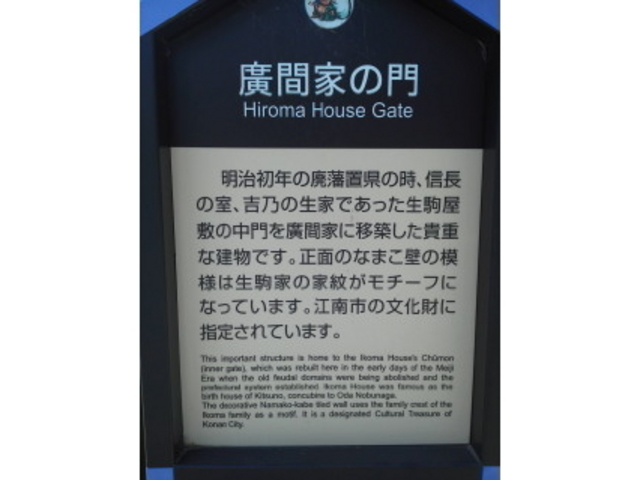 廣間家の門
Hiroma House Gate
明治初年の廃藩置県の時、信長
の室、吉乃の生家であった生駒屋
敷の中門を廣間家に移築した貴重
な建物です。正面のなまこ壁の模
様は生駒家の家紋がモチーフに
なっています。江南市の文化財に
指定されています。
This important structure is home to the Ikoma House's Chūmon
(inner gate), which was rebuilt here in the early days of the Meiji
Era when the old feudal domains were being abolished and the
prefectural system established. Ikoma House was famous as the
birth house of Kitsuno, concubine to Oda Nobunaga.
The decorative Namako-kabe tiled wall uses the family crest of the
Ikoma family as a motif. It is a designated Cultural Treasure of
Konan City.